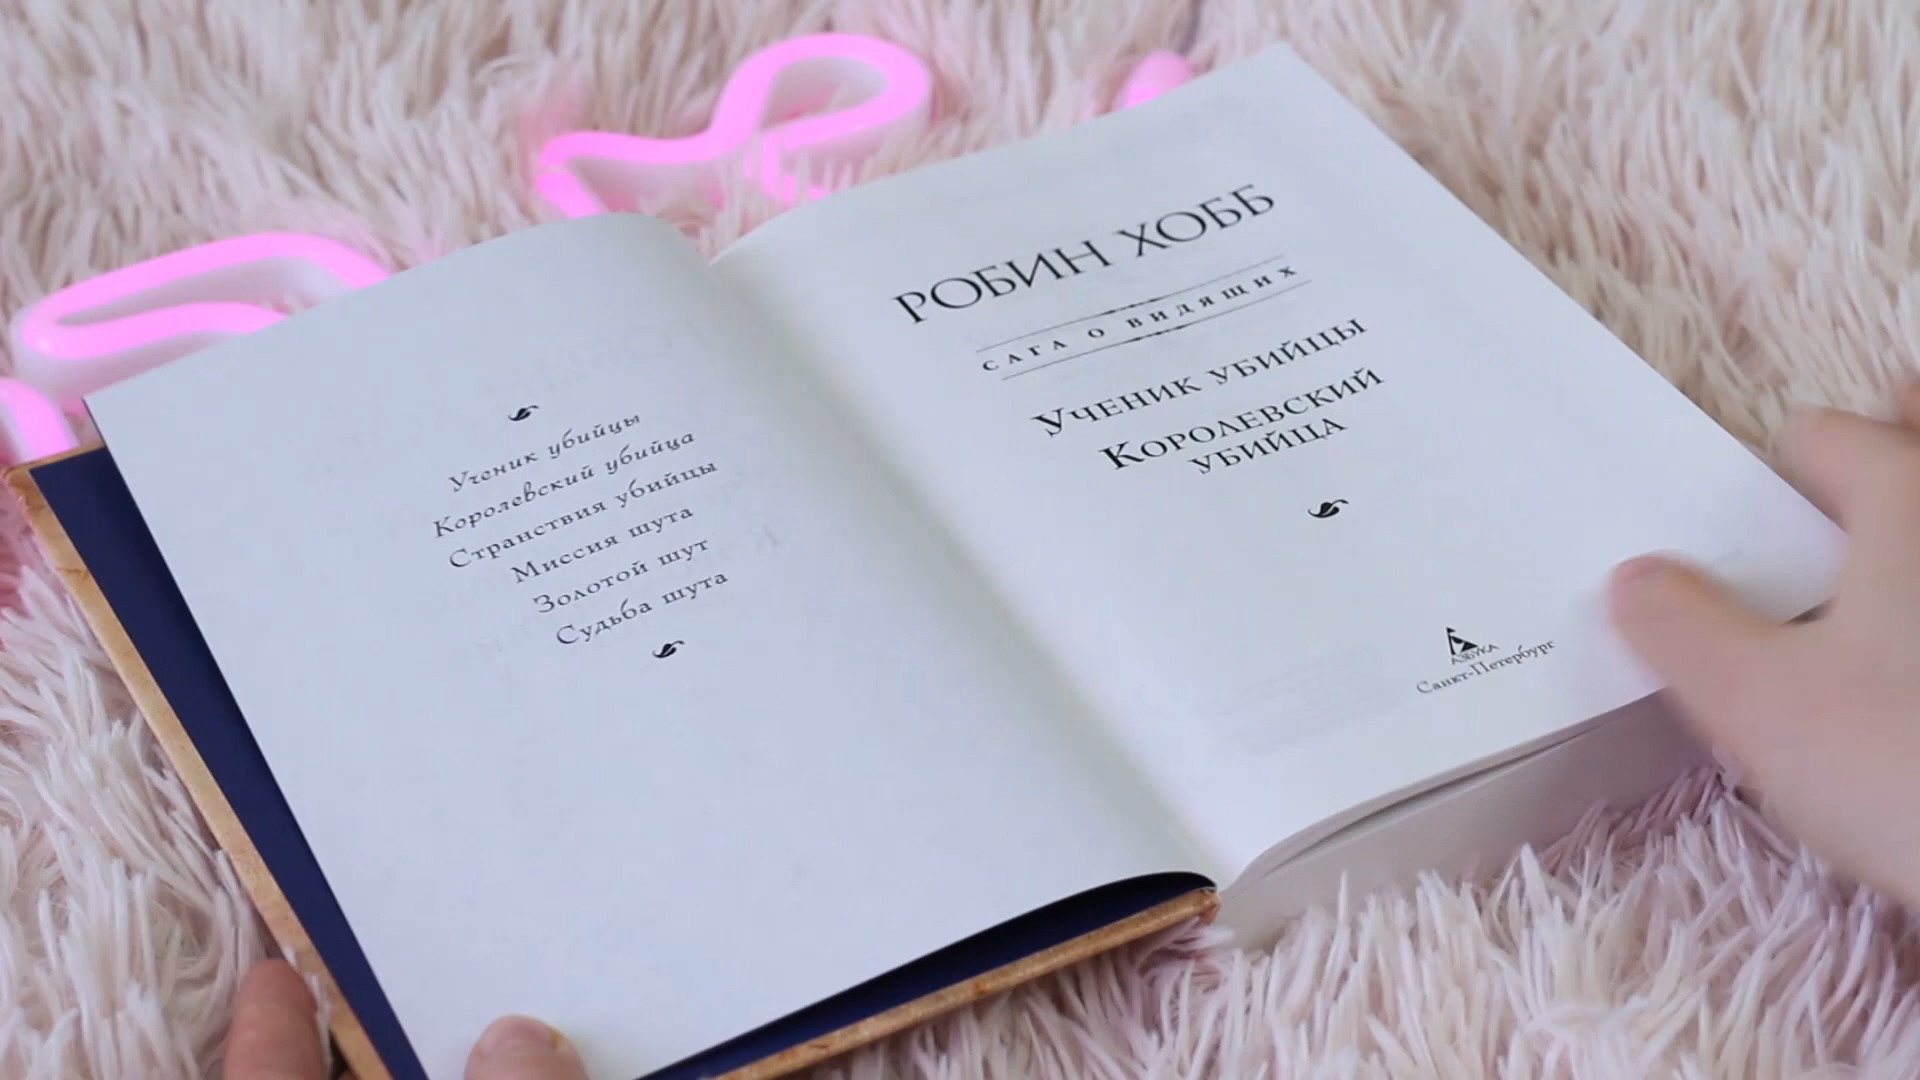 Ученик убийцы
Королевский убийца
Странствия убийцы
Миссия шута
Золотой шут
Судьба шута
РОБИН ХОББ
САГА О ВИДЯЩИХ
УЧЕНИК УБИЙЦЫ
КОРОЛЕВСКИЙ
УБИЙЦА
АЗБУКА
Санкт-Петербург